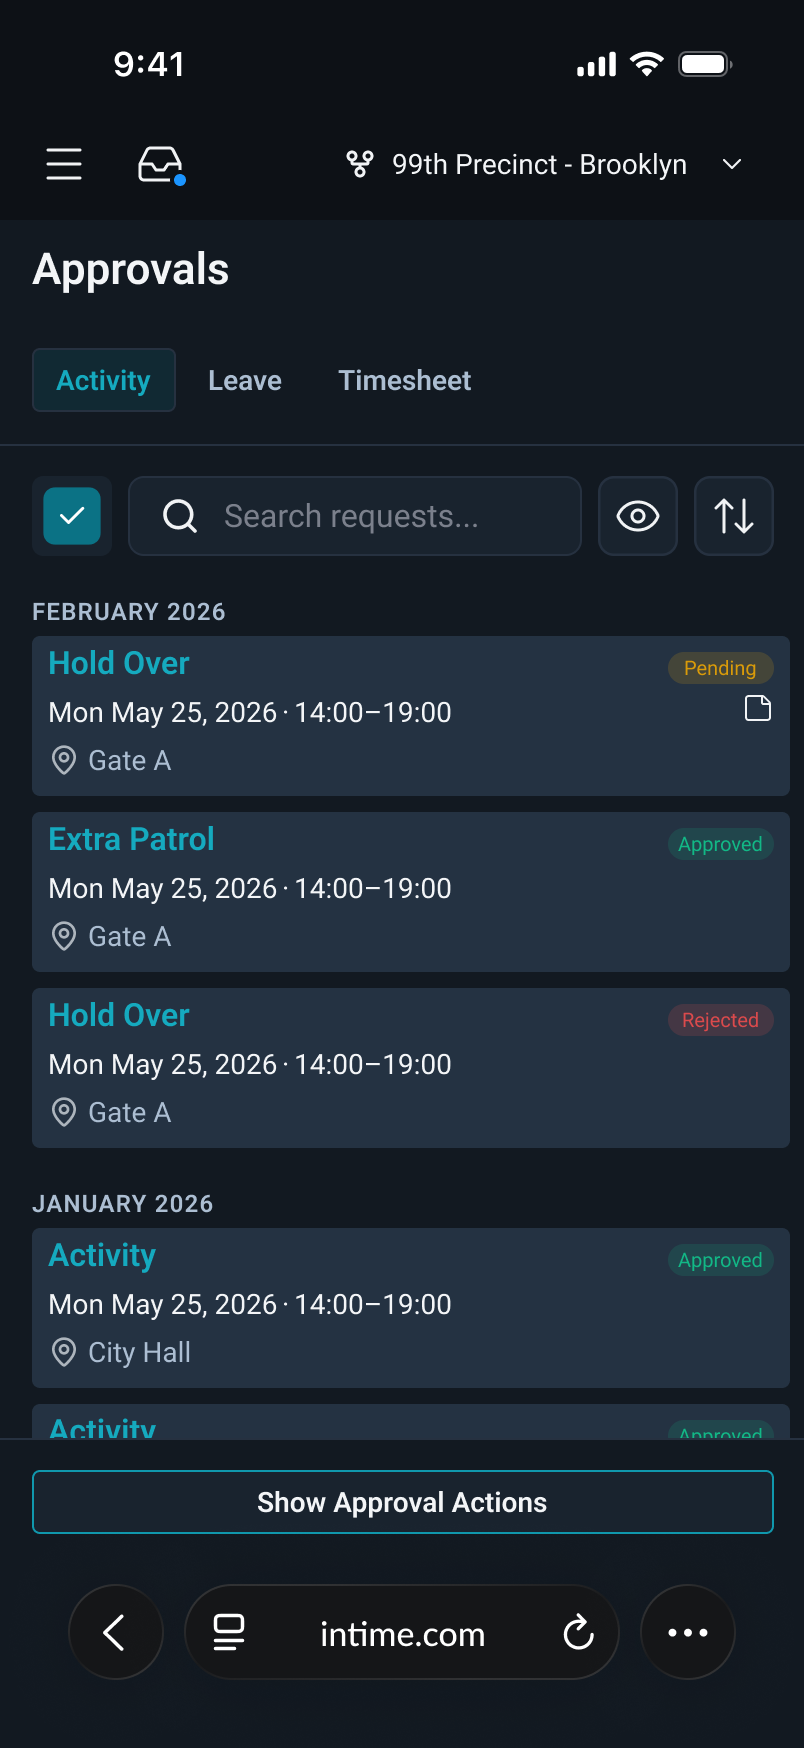 9:41
99th Precinct - Brooklyn
Approvals
Activity
Leave
Timesheet
Search requests...
FEBRUARY 2026
Hold Over
Pending
Mon May 25, 2026 · 14:00–19:00
Gate A
Extra Patrol
Approved
Mon May 25, 2026 · 14:00–19:00
Gate A
Hold Over
Rejected
Mon May 25, 2026 · 14:00–19:00
Gate A
JANUARY 2026
Activity
Approved
Mon May 25, 2026 · 14:00–19:00
City Hall
Activity
Approved
Show Approval Actions
intime.com